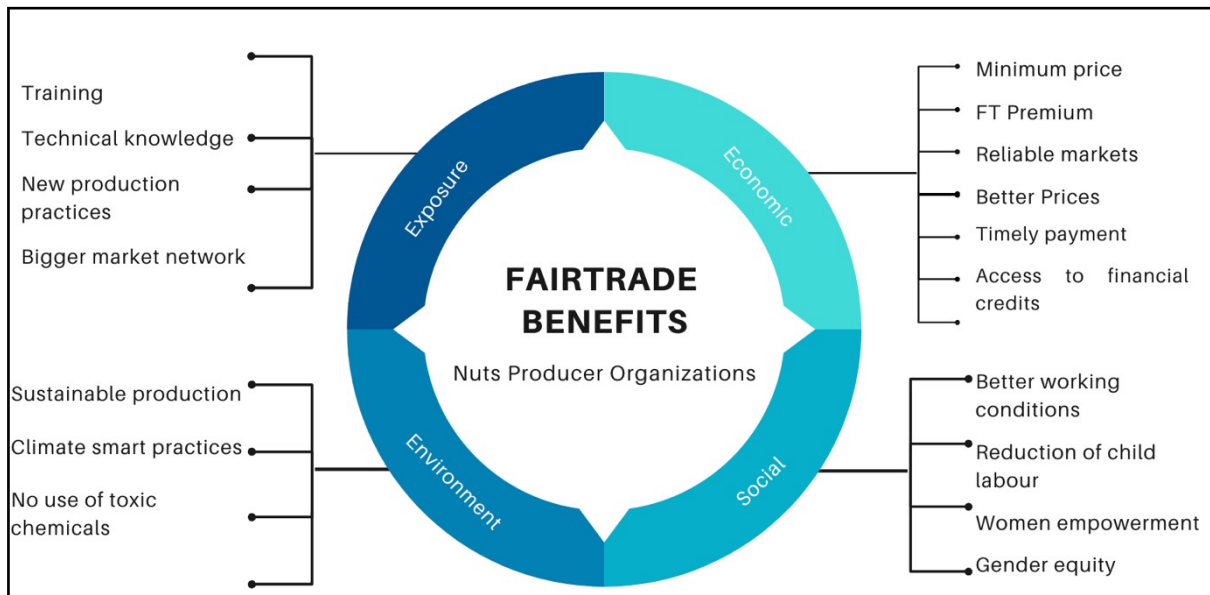 Training
Technical knowledge
New production
practices
Bigger market network
Exposure
Economic
Minimum price
FT Premium
Reliable markets
Better Prices
Timely payment
Access to financial
credits
FAIRTRADE
BENEFITS
Nuts Producer Organizations
Sustainable production
Climate smart practices
No use of toxic
chemicals
Environment
Social
Better working
conditions
Reduction of child
labour
Women empowerment
Gender equity